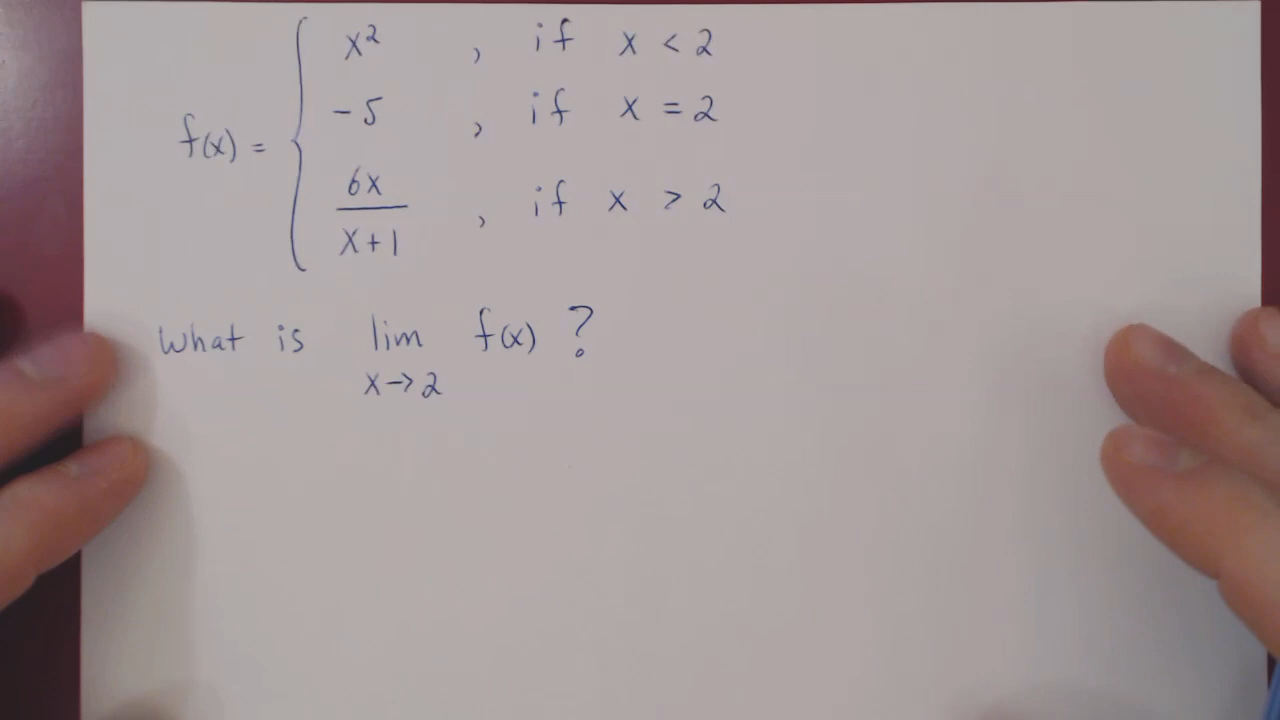 f(x) = { x² , if x < 2
- 5 , if x = 2
6x
x+1 , if x > 2
What is lim f(x) ?
x→2